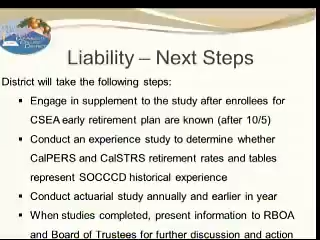 Liability – Next Steps
District will take the following steps:
▪ Engage in supplement to the study after enrollees for
CSEA early retirement plan are known (after 10/5)
▪ Conduct an experience study to determine whether
CalPERS and CalSTRS retirement rates and tables
represent SOCCCD historical experience
▪ Conduct actuarial study annually and earlier in year
▪ When studies completed, present information to RBOA
and Board of Trustees for further discussion and action